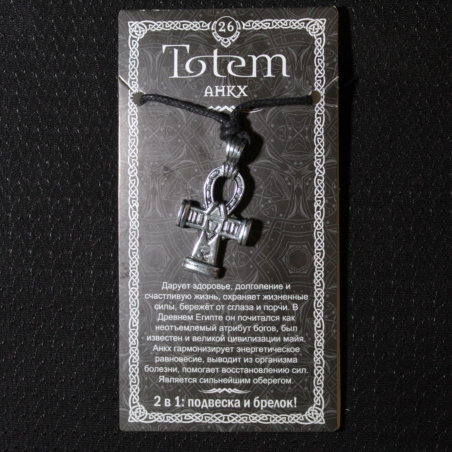 26
Totem
АНКХ
Дарует здоровье, долголение и
счастливую жизнь, охраняет жизненные
силы, бережёт от сглаза и порчи. В
Древнем Египте он почитался как
неотъемлемый атрибут богов, был
известен и великой цивилизации майя.
Анкх гармонизирует энергетическое
равновесие, выводит из организма
болезни, помогает восстановлению сил.
Является сильнейшим оберегом.
2 в 1: подвеска и брелок!